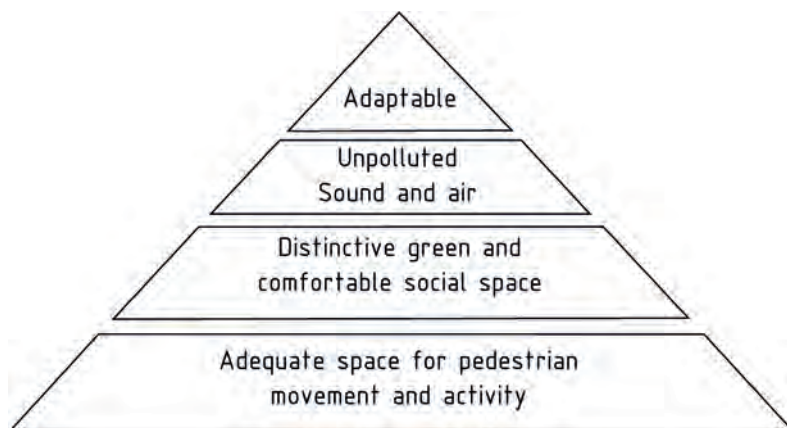 Adaptable
Unpolluted
Sound and air
Distinctive green and
comfortable social space
Adequate space for pedestrian
movement and activity